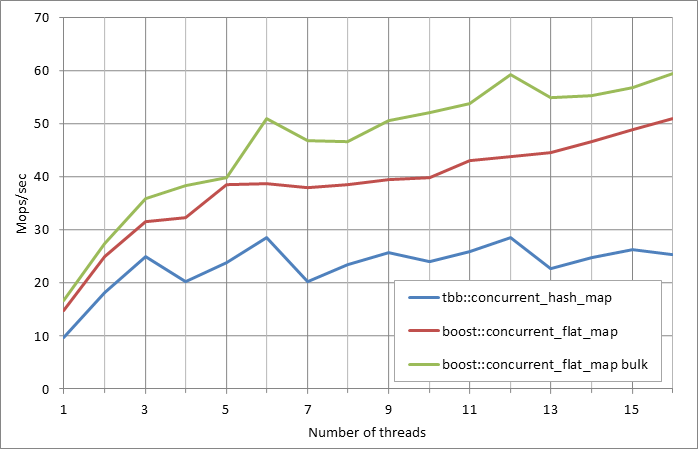 70
60
50
40
30
20
10
0
Mops/sec
tbb::concurrent_hash_map
boost::concurrent_flat_map
boost::concurrent_flat_map bulk
1 3 5 7 9 11 13 15
Number of threads